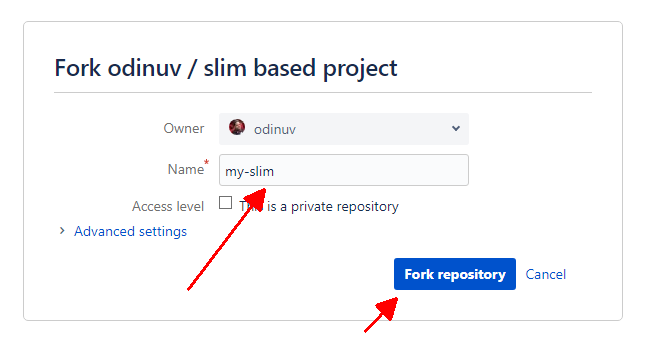 Fork odinuv / slim based project
Owner odinuv
Name* my-slim
Access level This is a private repository
Advanced settings
Fork repository Cancel